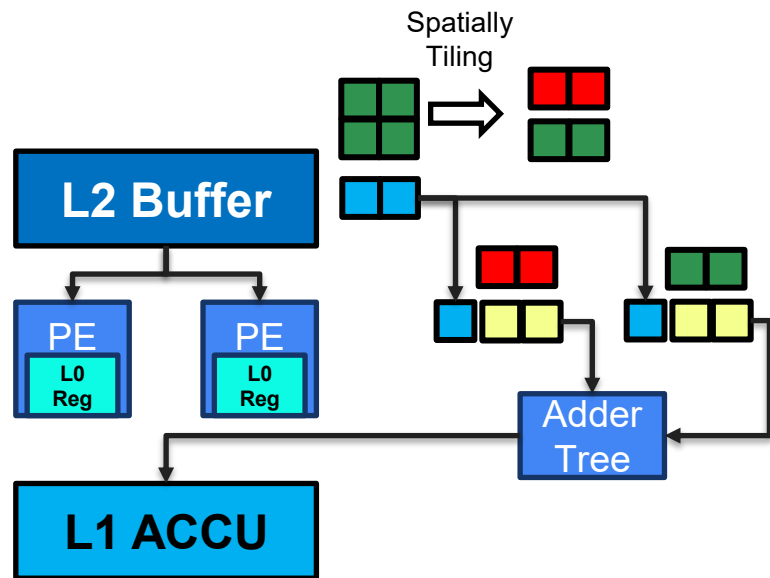 Spatially
Tiling
L2 Buffer
PE
L0
Reg
PE
L0
Reg
Adder
Tree
L1 ACCU